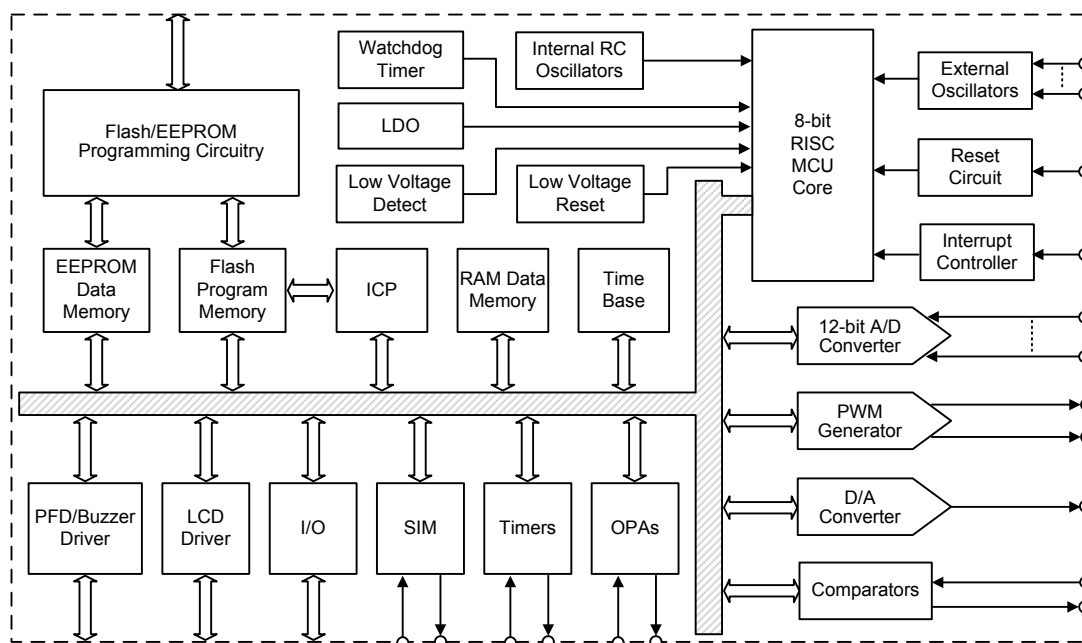 Watchdog
Timer
Internal RC
Oscillators
External
Oscillators
Flash/EEPROM
Programming Circuitry
LDO
8-bit
RISC
MCU
Core
Low Voltage
Detect
Low Voltage
Reset
Reset
Circuit
Interrupt
Controller
EEPROM
Data
Memory
Flash
Program
Memory
ICP
RAM Data
Memory
Time
Base
12-bit A/D
Converter
PWM
Generator
PFD/Buzzer
Driver
LCD
Driver
I/O
SIM
Timers
OPAs
D/A
Converter
Comparators